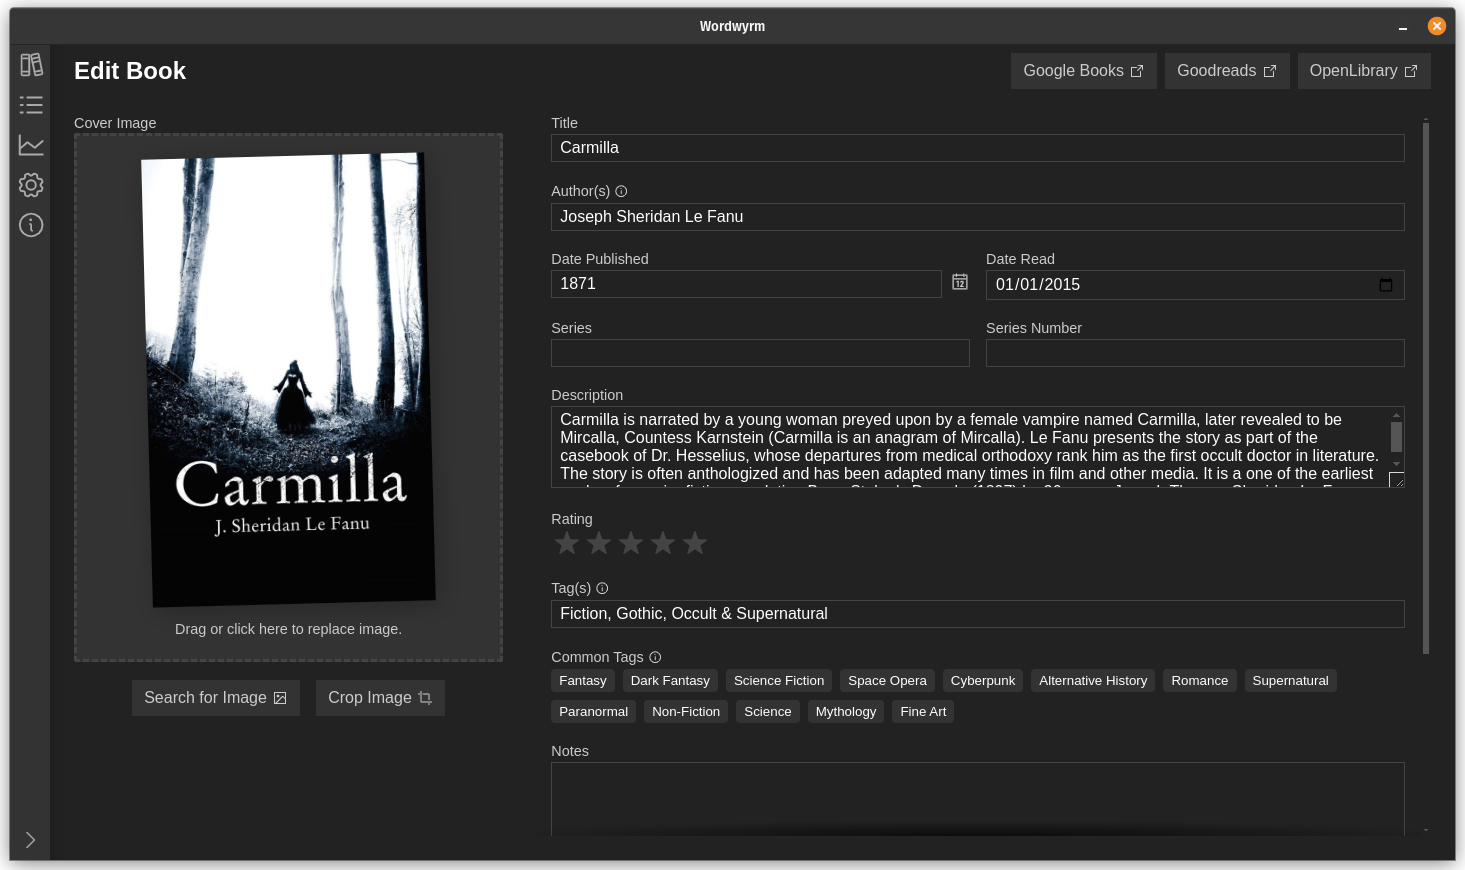 Wordwyrm
Edit Book
Google Books
Goodreads
OpenLibrary
Cover Image
Carmilla
J. Sheridan Le Fanu
Drag or click here to replace image.
Search for Image
Crop Image
Title
Carmilla
Author(s)
Joseph Sheridan Le Fanu
Date Published
1871
12
Date Read
01/01/2015
Series
Series Number
Description
Carmilla is narrated by a young woman preyed upon by a female vampire named Carmilla, later revealed to be
Mircalla, Countess Karnstein (Carmilla is an anagram of Mircalla). Le Fanu presents the story as part of the
casebook of Dr. Hesselius, whose departures from medical orthodoxy rank him as the first occult doctor in literature.
The story is often anthologized and has been adapted many times in film and other media. It is a one of the earliest
Rating
Tag(s)
Fiction, Gothic, Occult & Supernatural
Common Tags
Fantasy
Dark Fantasy
Science Fiction
Space Opera
Cyberpunk
Alternative History
Romance
Supernatural
Paranormal
Non-Fiction
Science
Mythology
Fine Art
Notes